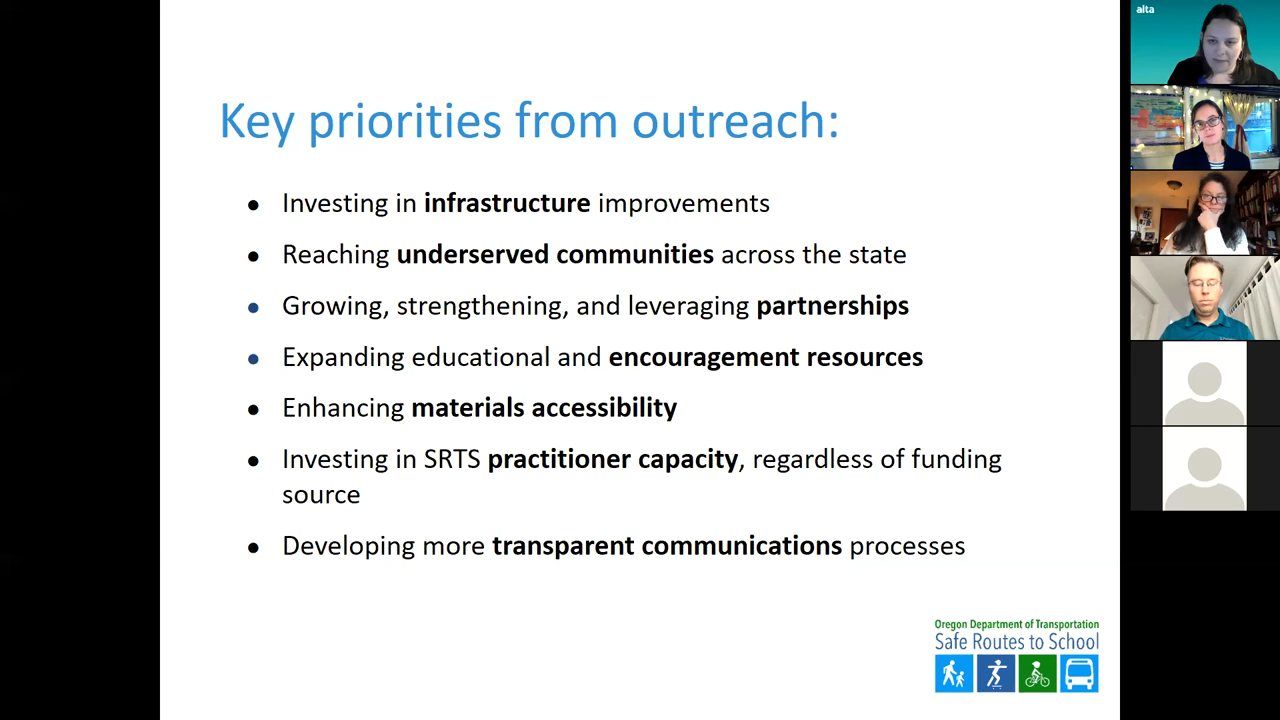 Key priorities from outreach:
● Investing in infrastructure improvements
● Reaching underserved communities across the state
● Growing, strengthening, and leveraging partnerships
● Expanding educational and encouragement resources
● Enhancing materials accessibility
● Investing in SRTS practitioner capacity, regardless of funding
source
● Developing more transparent communications processes
Oregon Department of Transportation
Safe Routes to School
alta